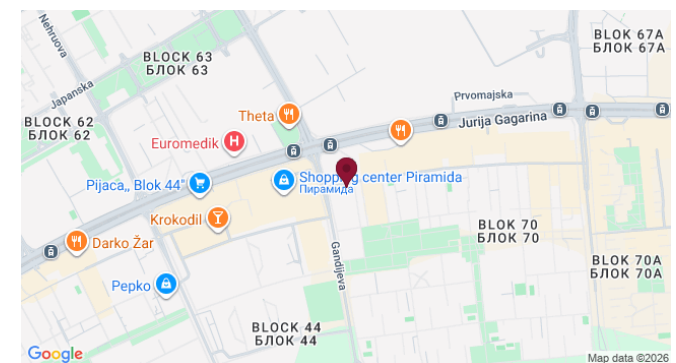 Nehruova
BLOCK 63
БЛОК 63
BLOK 67A
БЛОК 67А
Japanska
Prvomajska
Theta
Jurija Gagarina
BLOCK 62
БЛОК 62
Euromedik
Pijaca,, Blok 44"
Shopping center Piramida
Пирамида
Krokodil
BLOK 70
БЛОК 70
Darko Žar
Gandijeva
BLOK 70A
БЛОК 70А
Pepko
BLOCK 44
БЛОК 44
Google
Map data ©2026